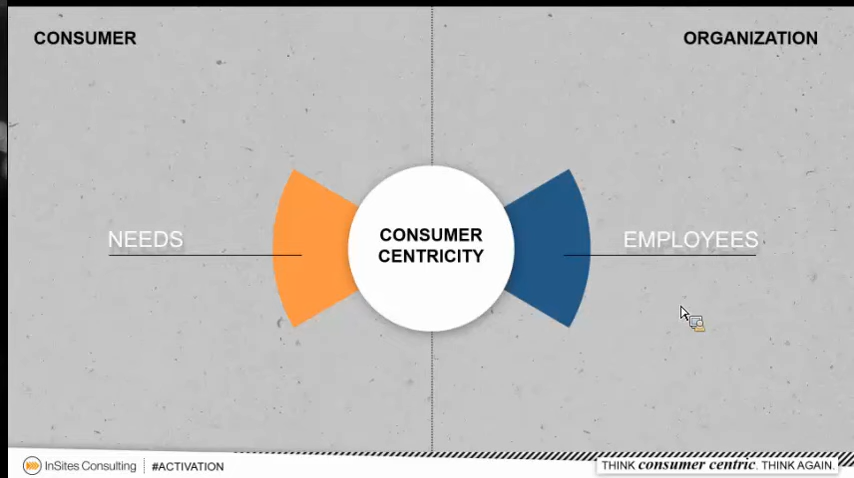 CONSUMER
ORGANIZATION
NEEDS
CONSUMER
CENTRICITY
EMPLOYEES
InSites Consulting
#ACTIVATION
THINK consumer centric. THINK AGAIN.